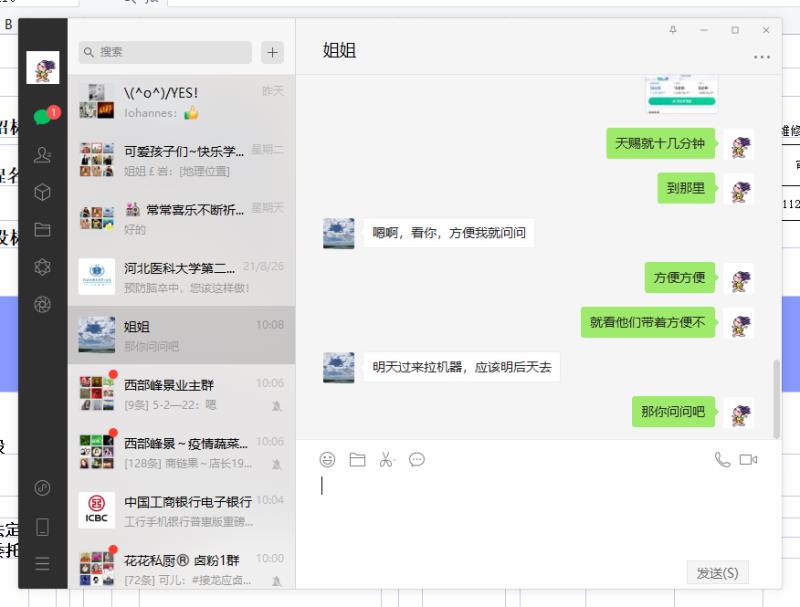 B
搜索
\(^o^)/YES!
昨天
Iohannes: 👍
可爱孩子们~快乐学...
星期二
姐姐￡岩: [地理位置]
常常喜乐不断祈...
星期天
好的
河北医科大学第二...
21/8/26
预防脑卒中，您该这样做!
姐姐
10:08
那你问问吧
西部峰景业主群
10:06
[9条] 5-2—22: 嗯
西部峰景～疫情蔬菜...
10:06
[128条] 商链果～店长19...
中国工商银行电子银行
10:04
ICBC
工行手机银行普惠版重磅...
花花私厨® 卤粉1群
10:00
[72条] 可儿: #接龙应卤...
1
姐姐
天赐就十几分钟
到那里
嗯啊，看你，方便我就问问
方便方便
就看他们带着方便不
明天过来拉机器，应该明后天去
那你问问吧
发送(S)
维修
112